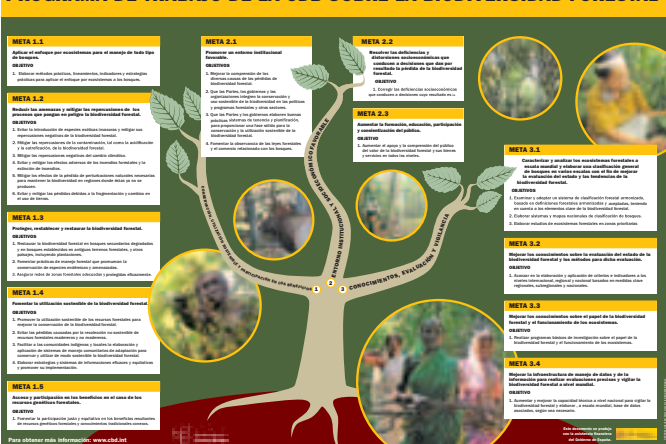 PROGRAMA DE TRABAJO DE LA CDB SOBRE LA BIODIVERSIDAD FORESTAL
META 1.1
Aplicar el enfoque por ecosistemas para el manejo de todo tipo
de bosques.
OBJETIVO
1. Elaborar métodos prácticos, lineamientos, indicadores y estrategias
prácticas para aplicar el enfoque por ecosistemas a los bosques.
META 1.2
Reducir las amenazas y mitigar las repercusiones de los
procesos que pongan en peligro la biodiversidad forestal.
OBJETIVOS
1. Evitar la introducción de especies exóticas invasoras y mitigar sus
repercusiones negativas en la biodiversidad forestal.
2. Mitigar las repercusiones de la contaminación, tal como la acidificación
y la eutroficación, de la biodiversidad forestal.
3. Mitigar las repercusiones negativas del cambio climático.
4. Evitar y mitigar los efectos adversos de los incendios forestales y la
extinción de incendios.
5. Mitigar los efectos de la pérdida de perturbaciones naturales necesarias
para mantener la biodiversidad en regiones donde éstas ya no se
producen.
6. Evitar y mitigar las pérdidas debidas a la fragmentación y cambio en
el uso de tierras.
META 1.3
Proteger, restablecer y restaurar la biodiversidad forestal.
OBJETIVOS
1. Restaurar la biodiversidad forestal en bosques secundarios degradados
y en bosques establecidos en antiguos terrenos forestales, y otros
paisajes, incluyendo plantaciones.
2. Fomentar prácticas de manejo forestal que promuevan la
conservación de especies endémicas y amenazadas.
3. Asegurar redes de zonas forestales adecuadas y protegidas eficazmente.
META 1.4
Fomentar la utilización sostenible de la biodiversidad forestal
OBJETIVOS
1. Promover la utilización sostenible de los recursos forestales para
mejorar la conservación de la biodiversidad forestal.
2. Evitar las pérdidas causadas por la recolección no sostenible de
recursos forestales madereros y no madereros.
3. Facilitar a las comunidades indígenas y locales la elaboración y
aplicación de sistemas de manejo comunitarios de adaptación para
conservar y utilizar de modo sostenible la biodiversidad forestal.
4. Elaborar estrategias y sistemas de información eficaces y equitativos
y promover su implementación.
META 1.5
Acceso y participación en los beneficios en el caso de los
recursos genéticos forestales.
OBJETIVO
1. Fomentar la participación justa y equitativa en los beneficios resultantes
de recursos genéticos forestales y conocimientos tradicionales conexos.
Para obtener más información: www.cbd.int
META 2.1
Promover un entorno institucional
favorable.
OBJETIVOS
1. Mejorar la comprensión de las
diversas causas de las pérdidas de
biodiversidad forestal.
2. Que las Partes, los gobiernos y las
organizaciones integren la conservación y
uso sostenible de la biodiversidad en las políticas
y programas forestales y otros sectores.
3. Que las Partes y los gobiernos elaboren buenas
prácticas sistemas de tenencia y planificación,
para proporcionar una base sólida para la
conservación y la utilización sostenible de la
biodiversidad forestal.
4. Fomentar la observancia de las leyes forestales
y el comercio relacionado con los bosques.
META 2.2
Resolver las deficiencias y
distorsiones socioeconómicas que
conducen a decisiones que dan por
resultado la pérdida de la biodiversidad
forestal.
OBJETIVO
1. Corregir las deficiencias socioeconómicas
que conducen a decisiones cuyo resultado es u
META 2.3
Aumentar la formación, educación, participación
y concientización del público.
OBJETIVO
1. Aumentar el apoyo y la comprensión del público
del valor de la biodiversidad forestal y sus bienes
y servicios en todos los niveles.
CONSERVACIÓN, UTILIZACIÓN SOSTENIBLE Y PARTICIPACIÓN EN LOS BENEFICIOS
1
ENTORNO INSTITUCIONAL Y SOCIOECONÓMICO FAVORABLE
2
3
CONOCIMIENTOS, EVALUACIÓN Y VIGILANCIA
META 3.1
Caracterizar y analizar los ecosistemas forestales a
escala mundial y elaborar una clasificación general
de bosques en varias escalas con el fin de mejorar
la evaluación del estado y las tendencias de la
biodiversidad forestal.
OBJETIVOS
1. Examinar y adoptar un sistema de clasificación forestal armonizado,
basado en definiciones forestales armonizadas y aceptadas, teniendo
en cuenta a los elementos clave de la biodiversidad forestal.
2. Elaborar sistemas y mapas nacionales de clasificación de bosques.
3. Elaborar estudios de ecosistemas forestales en zonas prioritarias
META 3.2
Mejorar los conocimientos sobre la evaluación del estado de la
biodiversidad forestal y los métodos para dicha evaluación.
OBJETIVO
1. Avanzar en la elaboración y aplicación de criterios e indicadores a los
niveles internacional, regional y nacional basados en medidas clave
regionales, subregionales y nacionales.
META 3.3
Mejorar los conocimientos sobre el papel de la biodiversidad
forestal y el funcionamiento de los ecosistemas.
OBJETIVO
1. Realizar programas básicos de investigación sobre el papel de la
biodiversidad forestal y el funcionamiento de los ecosistemas.
META 3.4
Mejorar la infraestructura de manejo de datos y de la
información para realizar evaluaciones precisas y vigilar la
biodiversidad forestal a nivel mundial.
OBJETIVO
1. Aumentar y mejorar la capacidad técnica a nivel nacional para vigilar la
biodiversidad forestal y elaborar , a escala mundial, base de datos
asociados, según sea necesario.
Este documento se produjo
con la asistencia financiera
del Gobierno de España.